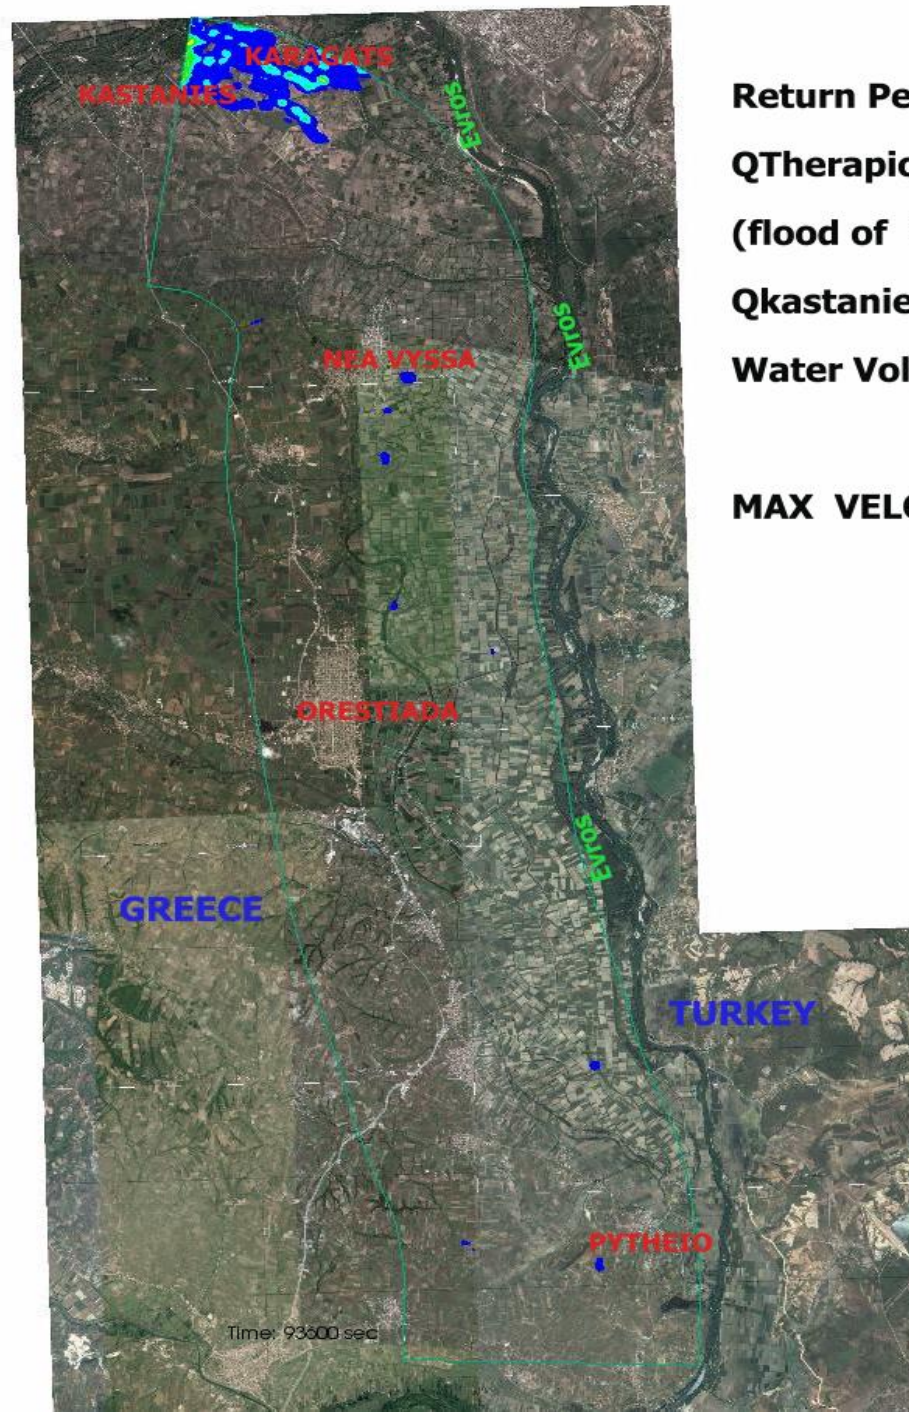 KARAGATS
KASTANIES
Evros
Evros
NEA VYSSA
ORESTIADA
Evros
GREECE
TURKEY
PYTHEIO
Time: 93600 sec
Return Pe
QTherapio
(flood of
Qkastanie
Water Vol
MAX VELO